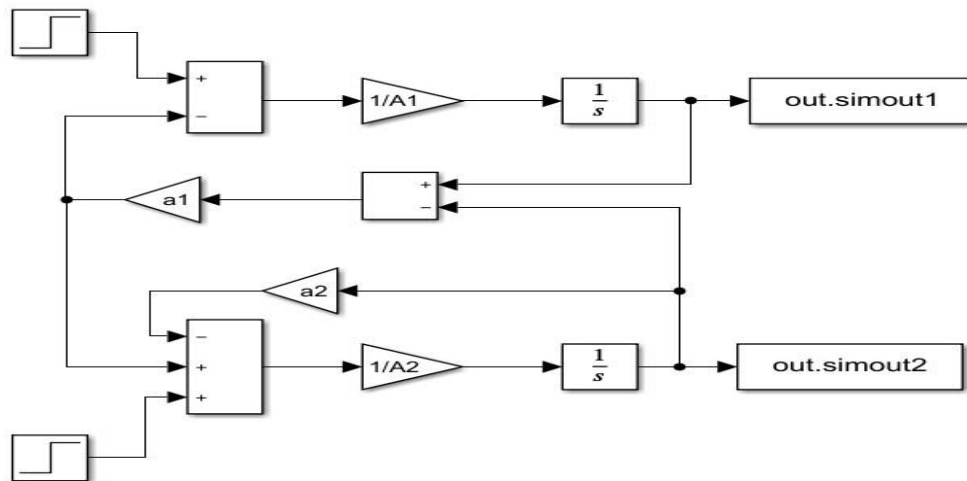 +
−
1/A1
1
s
out.simout1
a1
+
−
a2
−
+
+
1/A2
1
s
out.simout2